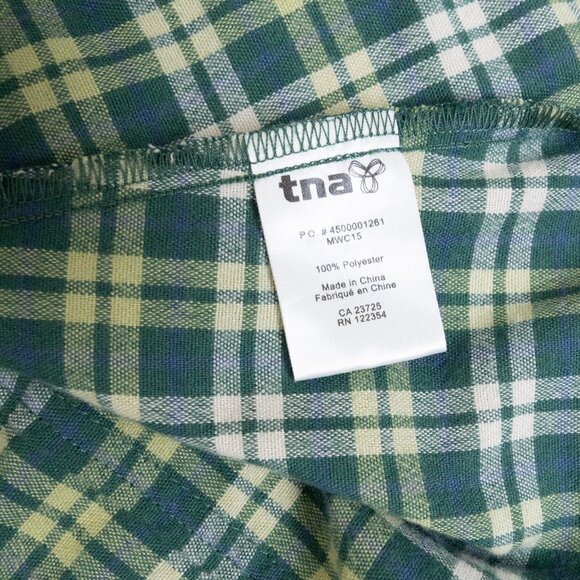 tna
P.O. # 4500001261
MWC15
100% Polyester
Made in China
Fabriqué en Chine
CA 23725
RN 122354